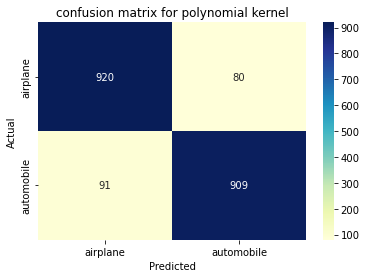 confusion matrix for polynomial kernel
Actual
airplane
automobile
920
80
91
909
airplane
automobile
Predicted
900
800
700
600
500
400
300
200
100